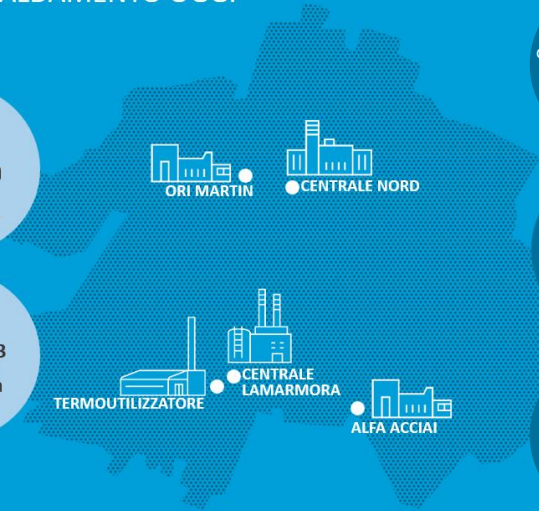 ORI MARTIN
CENTRALE NORD
CENTRALE
LAMARMORA
TERMOUTILIZZATORE
ALFA ACCIAI